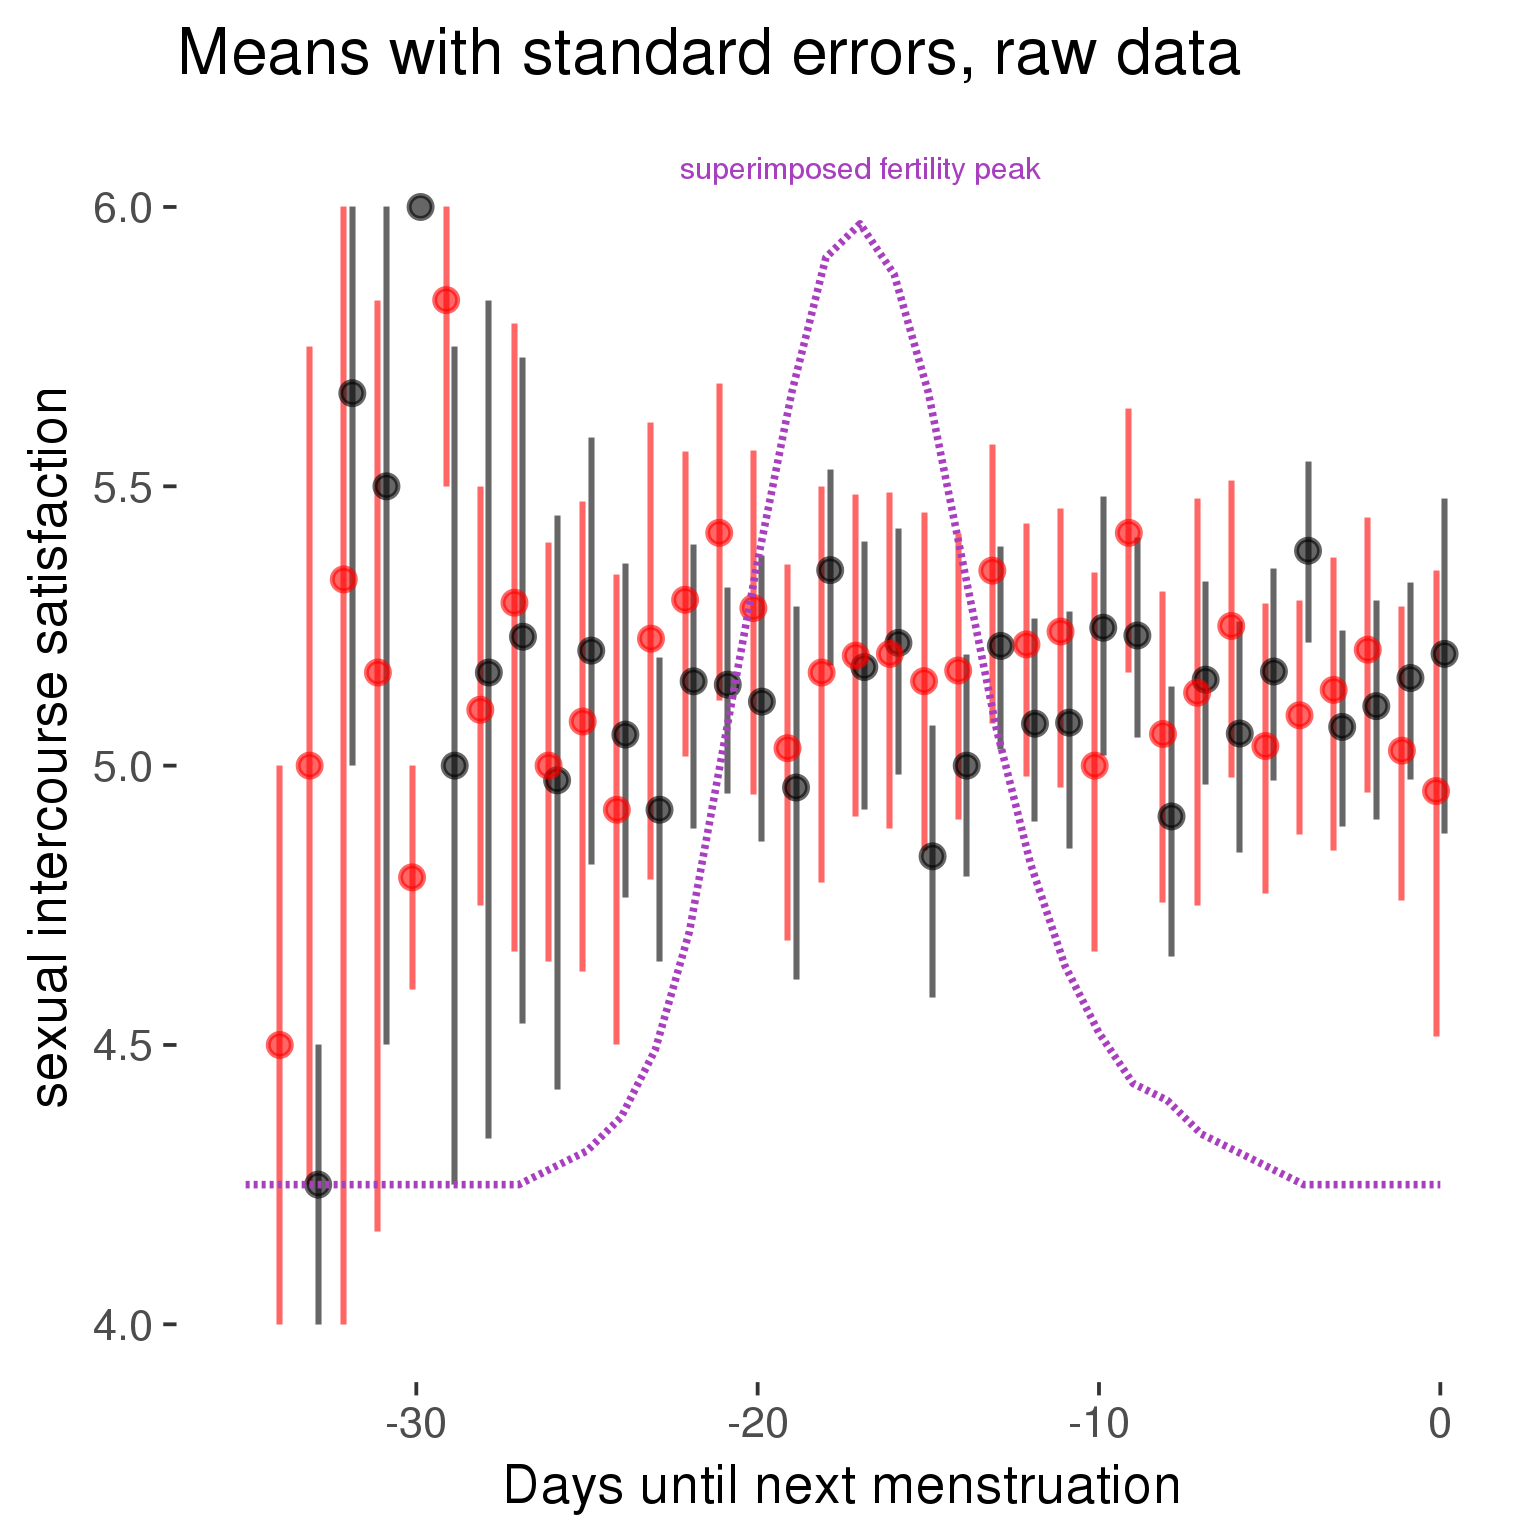 Means with standard errors, raw data
superimposed fertility peak
6.0
5.5
5.0
4.5
4.0
sexual intercourse satisfaction
-30
-20
-10
0
Days until next menstruation